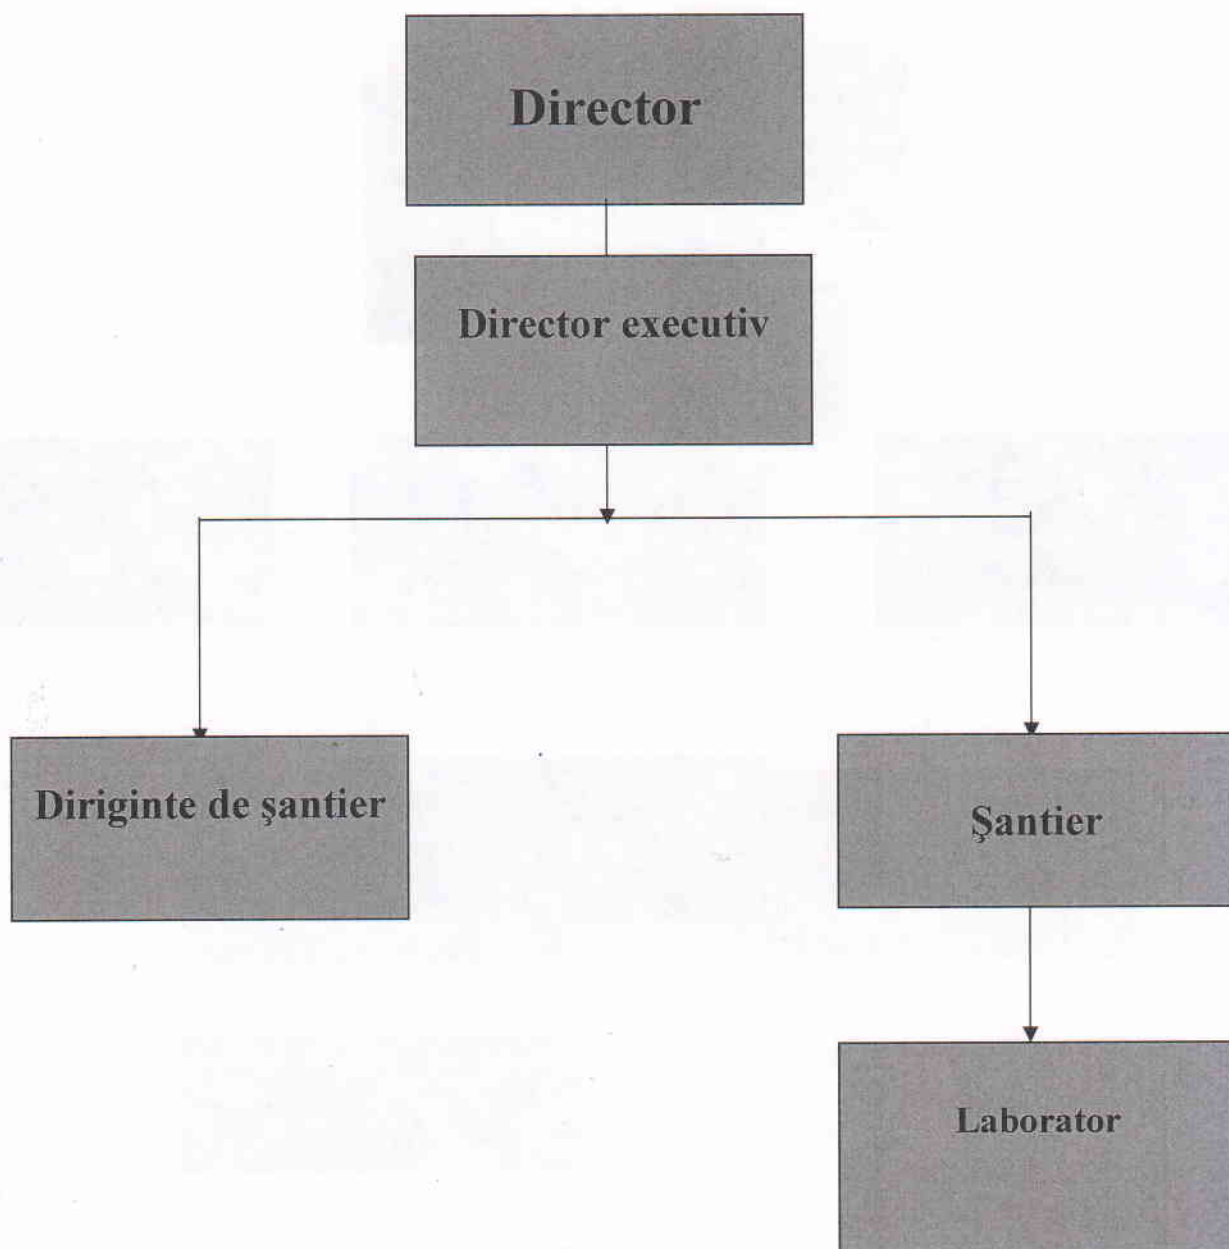 Director
Director executiv
Diriginte de şantier
Şantier
Laborator